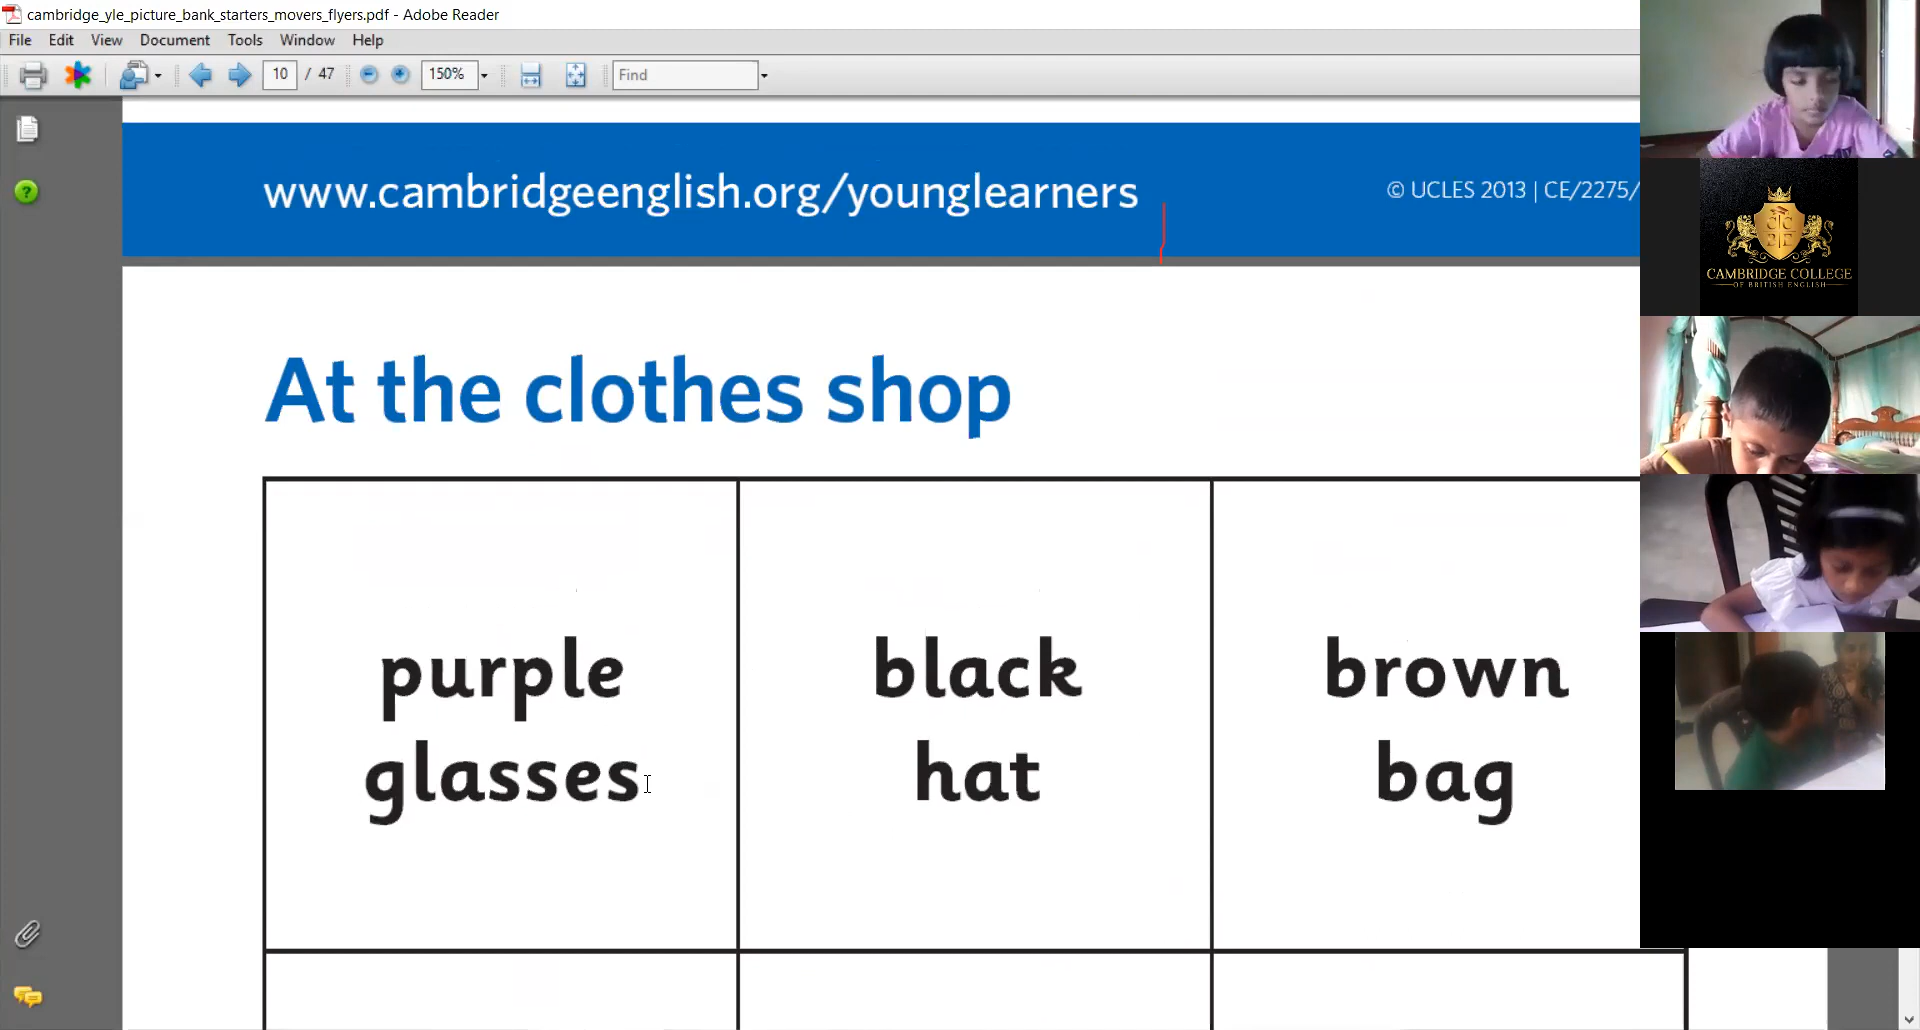 cambridge_yle_picture_bank_starters_movers_flyers.pdf - Adobe Reader
File Edit View Document Tools Window Help
10 / 47 150% Find
www.cambridgeenglish.org/younglearners
© UCLES 2013 | CE/2275/
At the clothes shop
purple
glasses
black
hat
brown
bag
CC
CAMBRIDGE COLLEGE
OF BRITISH ENGLISH